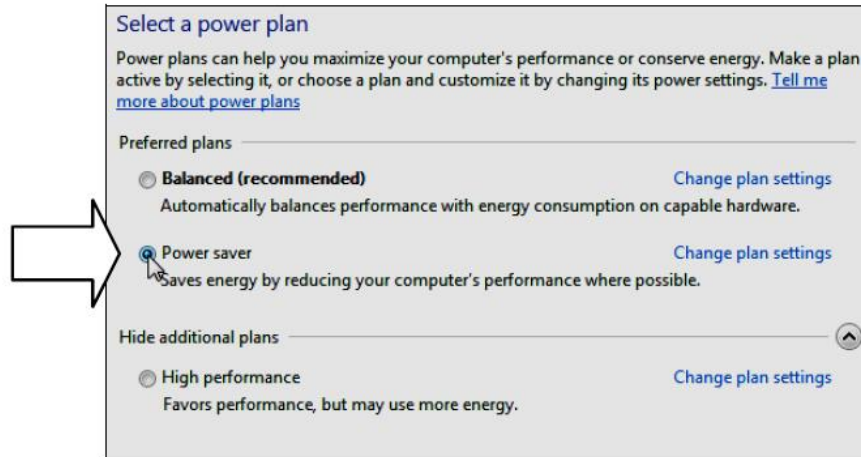 Select a power plan
Power plans can help you maximize your computer's performance or conserve energy. Make a plan
active by selecting it, or choose a plan and customize it by changing its power settings. Tell me
more about power plans
Preferred plans
Balanced (recommended) Change plan settings
Automatically balances performance with energy consumption on capable hardware.
Power saver Change plan settings
Saves energy by reducing your computer's performance where possible.
Hide additional plans
High performance Change plan settings
Favors performance, but may use more energy.